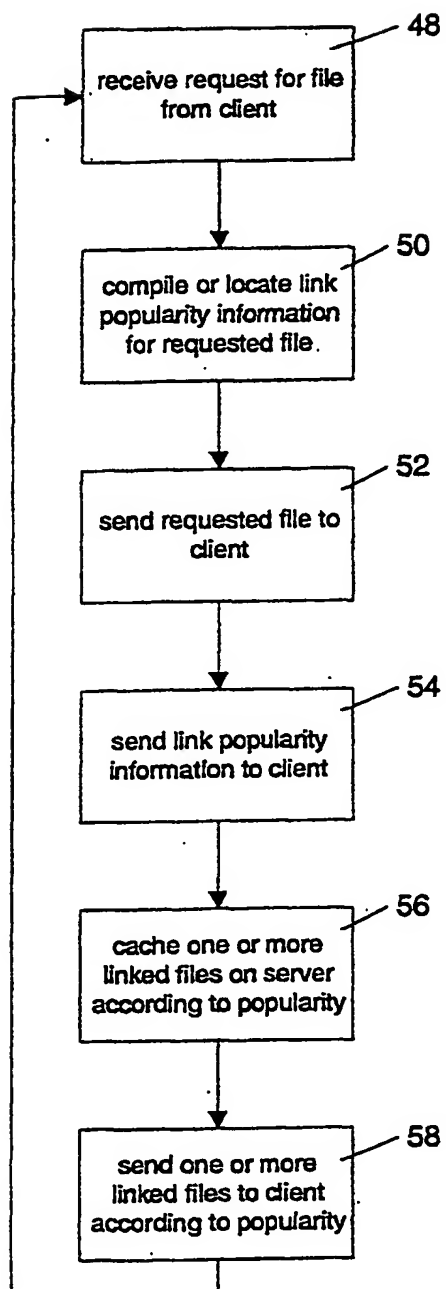 48
receive request for file
from client
50
compile or locate link
popularity information
for requested file.
52
send requested file to
client
54
send link popularity
information to client
56
cache one or more
linked files on server
according to popularity
58
send one or more
linked files to client
according to popularity